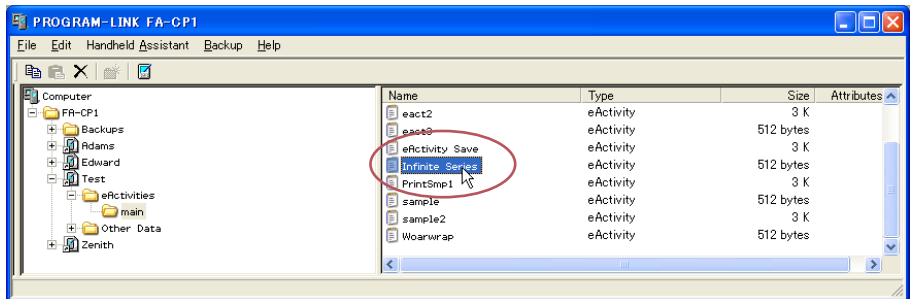 PROGRAM-LINK FA-CP1
File Edit Handheld Assistant Backup Help
Computer
FA-CP1
Backups
Adams
Edward
Test
eActivities
main
Other Data
Zenith
Name Type Size Attributes
eact2 eActivity 3 K
eact3 eActivity 512 bytes
eActivity Save eActivity 3 K
Infinite Series eActivity 512 bytes
PrintSmp1 eActivity 3 K
sample eActivity 512 bytes
sample2 eActivity 3 K
Woarwrap eActivity 512 bytes